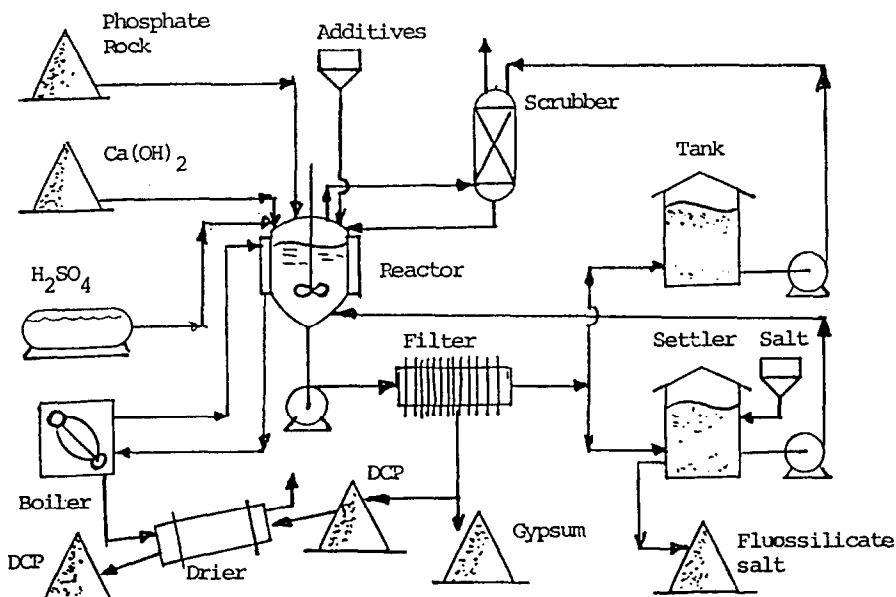 Phosphate
Rock
Additives
Scrubber
Ca(OH)2
Tank
H2SO4
Reactor
Filter
Settler
Salt
Boiler
DCP
Gypsum
DCP
Drier
Fluossilicate
salt